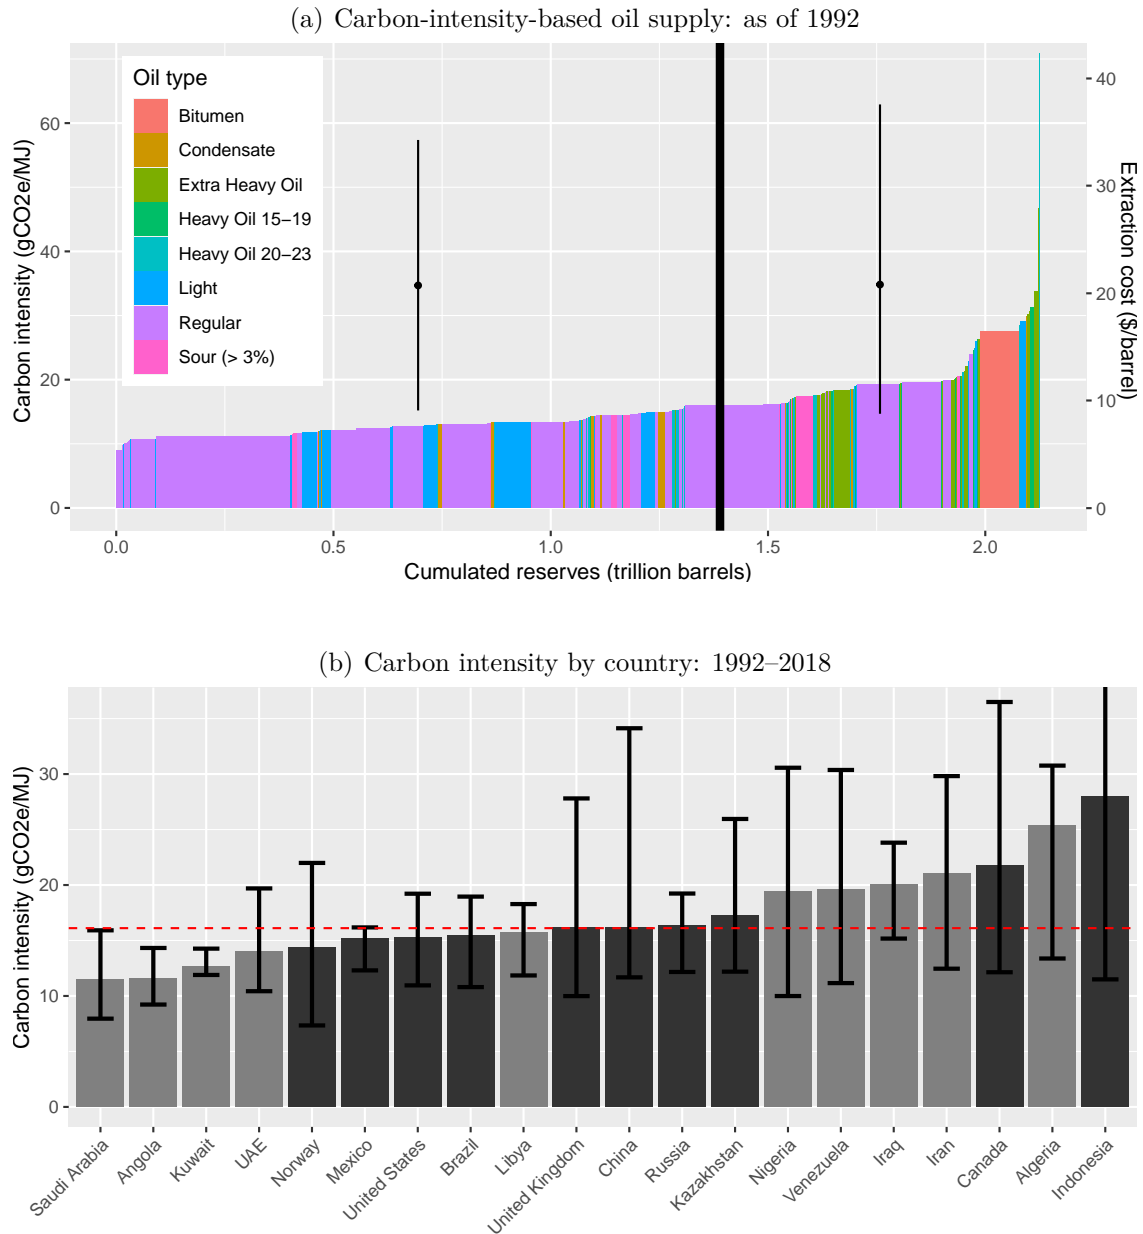 (a) Carbon-intensity-based oil supply: as of 1992
Carbon intensity (gCO2e/MJ)
60
40
20
0
Oil type
Bitumen
Condensate
Extra Heavy Oil
Heavy Oil 15–19
Heavy Oil 20–23
Light
Regular
Sour (> 3%)
40
30
20
10
0
Extraction cost ($/barrel)
0.0 0.5 1.0 1.5 2.0
Cumulated reserves (trillion barrels)
(b) Carbon intensity by country: 1992–2018
Carbon intensity (gCO2e/MJ)
30
20
10
0
Saudi Arabia
Angola
Kuwait
UAE
Norway
Mexico
United States
Brazil
Libya
United Kingdom
China
Russia
Kazakhstan
Nigeria
Venezuela
Iraq
Iran
Canada
Algeria
Indonesia